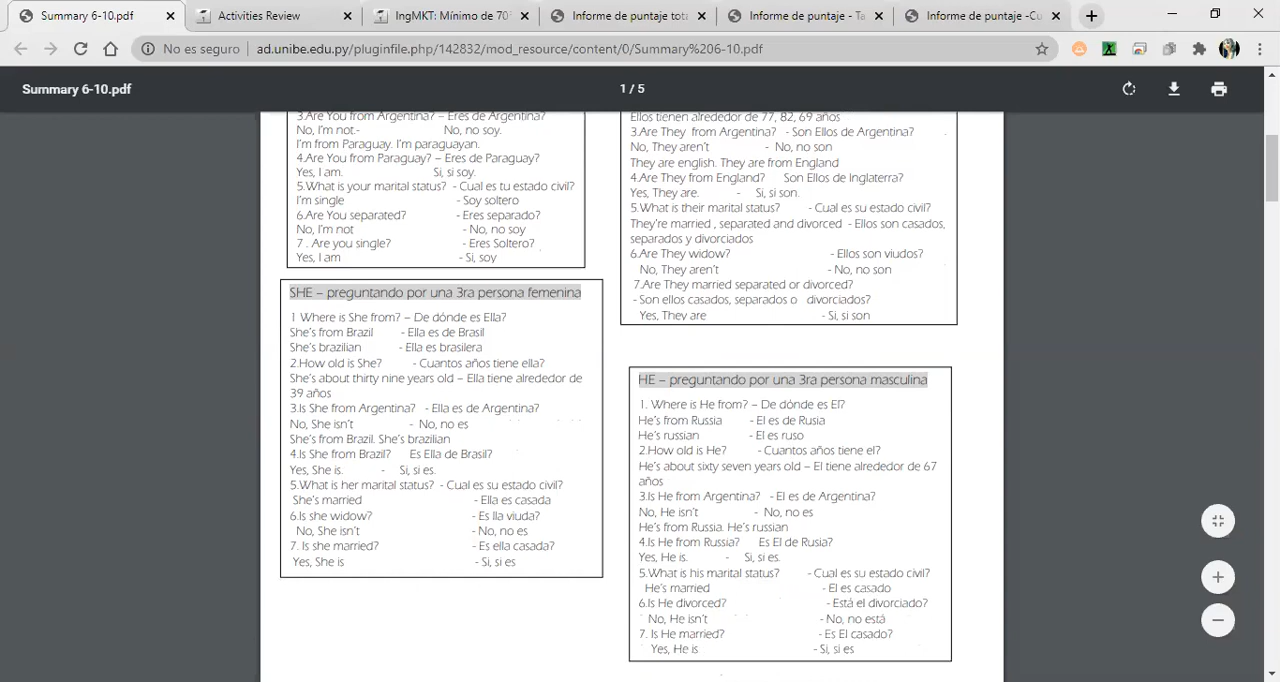 Summary 6-10.pdf
Activities Review
IngMKT: Mínimo de 70°
Informe de puntaje tota
Informe de puntaje - Ta
Informe de puntaje -Cu
No es seguro
ad.unibe.edu.py/pluginfile.php/142832/mod_resource/content/0/Summary%206-10.pdf
Summary 6-10.pdf
1 / 5
3.Are You from Argentina? – Eres de Argentina?
No, I'm not.- No, no soy.
I'm from Paraguay. I'm paraguayan.
4.Are You from Paraguay? – Eres de Paraguay?
Yes, I am. Si, si soy.
5.What is your marital status? - Cual es tu estado civil?
I'm single - Soy soltero
6.Are You separated? - Eres separado?
No, I'm not - No, no soy
7 . Are you single? - Eres Soltero?
Yes, I am - Si, soy
SHE – preguntando por una 3ra persona femenina
1 Where is She from? – De dónde es Ella?
She's from Brazil - Ella es de Brasil
She's brazilian - Ella es brasilera
2.How old is She? - Cuantos años tiene ella?
She's about thirty nine years old – Ella tiene alrededor de
39 años
3.Is She from Argentina? - Ella es de Argentina?
No, She isn't - No, no es
She's from Brazil. She's brazilian
4.Is She from Brazil? Es Ella de Brasil?
Yes, She is. - Si, si es.
5.What is her marital status? - Cual es su estado civil?
She's married - Ella es casada
6.Is she widow? - Es lla viuda?
No, She isn't - No, no es
7. Is she married? - Es ella casada?
Yes, She is - Si, si es
Ellos tienen alrededor de 77, 82, 69 años
3.Are They from Argentina? - Son Ellos de Argentina?
No, They aren't - No, no son
They are english. They are from England
4.Are They from England? Son Ellos de Inglaterra?
Yes, They are. - Si, si son.
5.What is their marital status? - Cual es su estado civil?
They're married , separated and divorced - Ellos son casados,
separados y divorciados
6.Are They widow? - Ellos son viudos?
No, They aren't - No, no son
7.Are They married separated or divorced?
- Son ellos casados, separados o divorciados?
Yes, They are - Si, si son
HE – preguntando por una 3ra persona masculina
1. Where is He from? – De dónde es El?
He's from Russia - El es de Rusia
He's russian - El es ruso
2.How old is He? - Cuantos años tiene el?
He's about sixty seven years old – El tiene alrededor de 67
años
3.Is He from Argentina? - El es de Argentina?
No, He isn't - No, no es
He's from Russia. He's russian
4.Is He from Russia? Es El de Rusia?
Yes, He is. - Si, si es.
5.What is his marital status? - Cual es su estado civil?
He's married - El es casado
6.Is He divorced? - Está el divorciado?
No, He isn't - No, no está
7. Is He married? - Es El casado?
Yes, He is - Si, si es